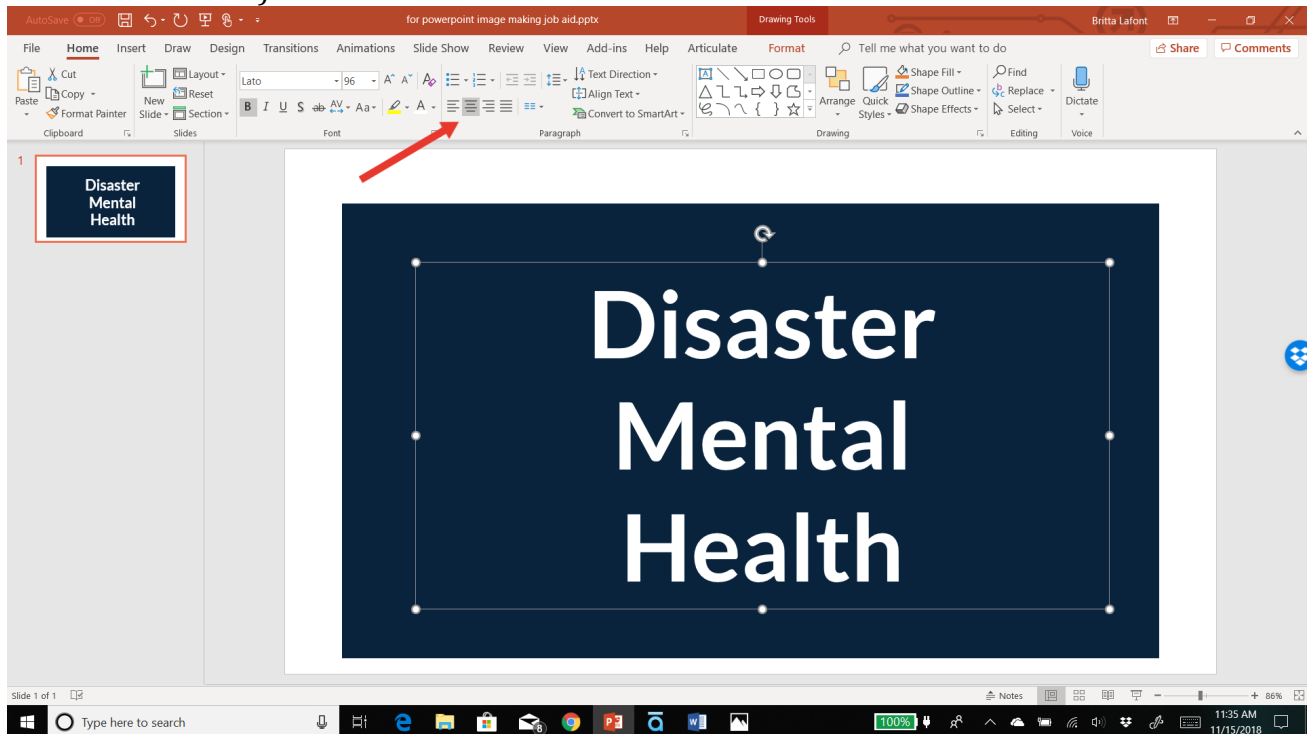 AutoSave Off
for powerpoint image making job aid.pptx
Drawing Tools
Britta Lafont
File Home Insert Draw Design Transitions Animations Slide Show Review View Add-ins Help Articulate Format Tell me what you want to do Share Comments
Paste
Cut
Copy
Format Painter
Clipboard
New Slide
Layout
Reset
Section
Slides
Lato 96
B I U S ab AV Aa A
Font
Text Direction
Align Text
Convert to SmartArt
Paragraph
Arrange
Quick Styles
Shape Fill
Shape Outline
Shape Effects
Drawing
Find
Replace
Select
Editing
Dictate
Voice
1
Disaster
Mental
Health
Disaster
Mental
Health
Slide 1 of 1
Notes
86%
Type here to search
100%
11:35 AM
11/15/2018